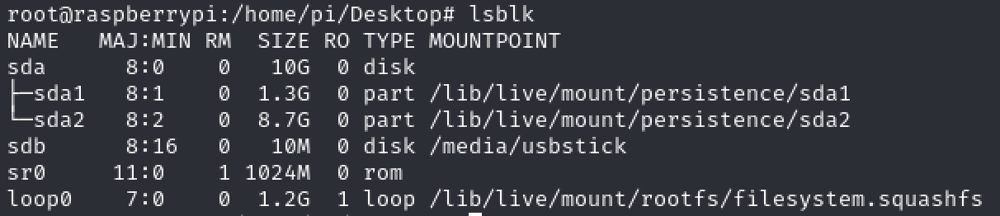 root@raspberrypi:/home/pi/Desktop# lsblk
NAME   MAJ:MIN RM  SIZE RO TYPE MOUNTPOINT
sda      8:0    0   10G  0 disk
├─sda1   8:1    0  1.3G  0 part /lib/live/mount/persistence/sda1
└─sda2   8:2    0  8.7G  0 part /lib/live/mount/persistence/sda2
sdb      8:16   0   10M  0 disk /media/usbstick
sr0     11:0    1 1024M  0 rom
loop0    7:0    0  1.2G  1 loop /lib/live/mount/rootfs/filesystem.squashfs